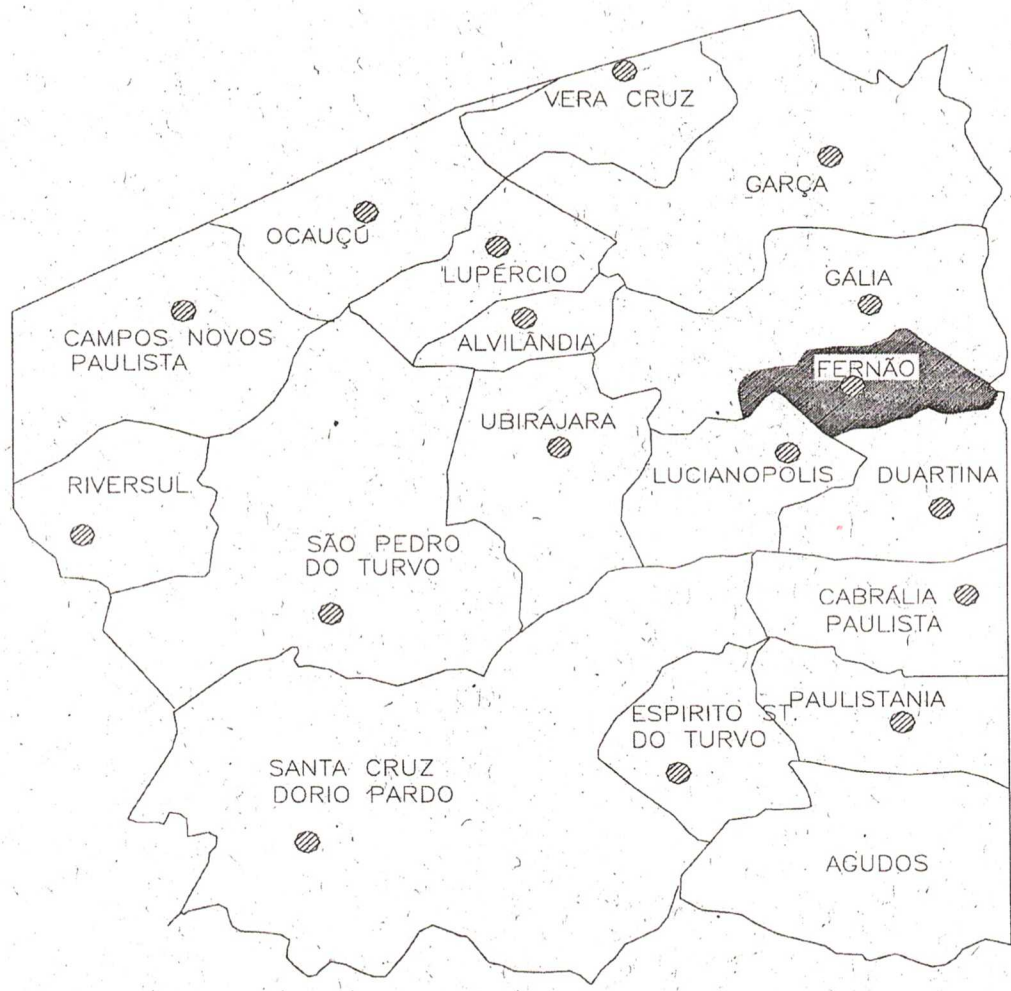 VERA CRUZ
GARÇA
OCAUÇÚ
LUPÉRCIO
GÁLIA
CAMPOS NOVOS
PAULISTA
ALVILÂNDIA
FERNÃO
UBIRAJARA
LUCIANOPOLIS
DUARTINA
RIVERSUL
SÃO PEDRO
DO TURVO
CABRÁLIA
PAULISTA
ESPIRITO ST.
DO TURVO
PAULISTANIA
SANTA CRUZ
DORIO PARDO
AGUDOS